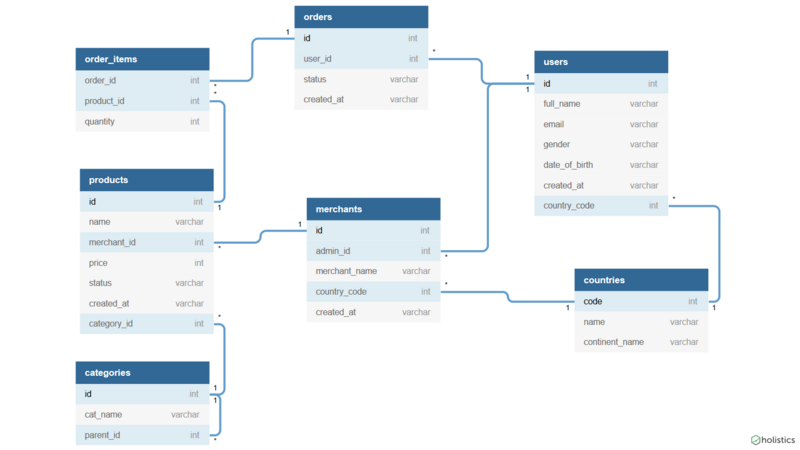 orders
id int
user_id int
status varchar
created_at varchar
order_items
order_id int
product_id int
quantity int
users
id int
full_name varchar
email varchar
gender varchar
date_of_birth varchar
created_at varchar
country_code int
products
id int
name varchar
merchant_id int
price int
status varchar
created_at varchar
category_id int
merchants
id int
admin_id int
merchant_name varchar
country_code int
created_at varchar
countries
code int
name varchar
continent_name varchar
categories
id int
cat_name varchar
parent_id int
1
*
*
*
1
1
1
1
*
*
*
*
1
1
*
1
1
*
holistics